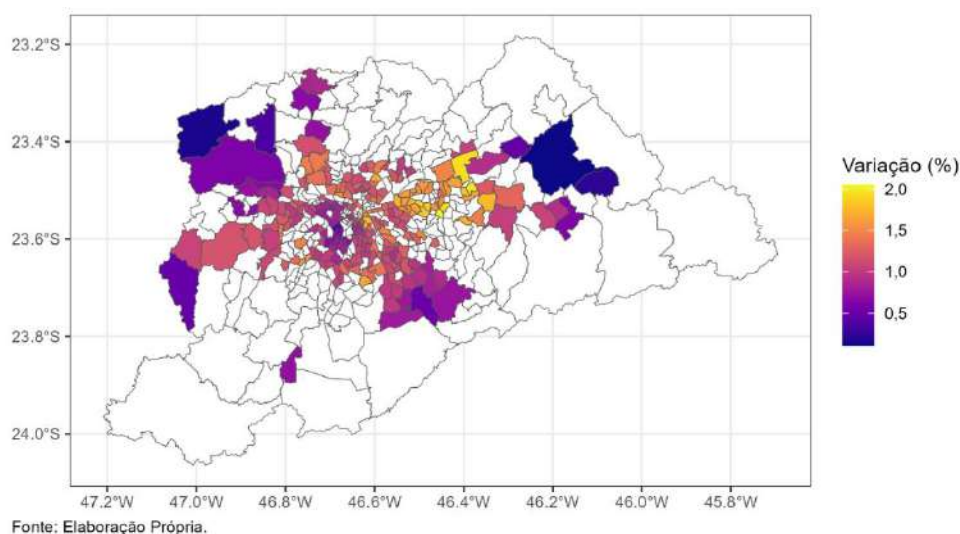 23.2°S
23.4°S
23.6°S
23.8°S
24.0°S
47.2°W 47.0°W 46.8°W 46.6°W 46.4°W 46.2°W 46.0°W 45.8°W
Variação (%)
2,0
1,5
1,0
0,5
Fonte: Elaboração Própria.